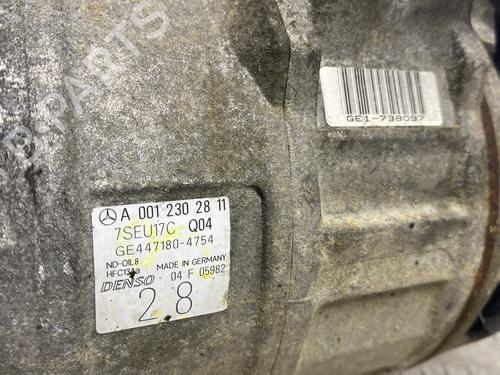 B-PARTS
GE1-738097
A 001 230 28 11
7SEU17C Q04
GE447180-4754
ND-OIL8
HFC134a MADE IN GERMANY
DENSO 04 F 05982
2 8